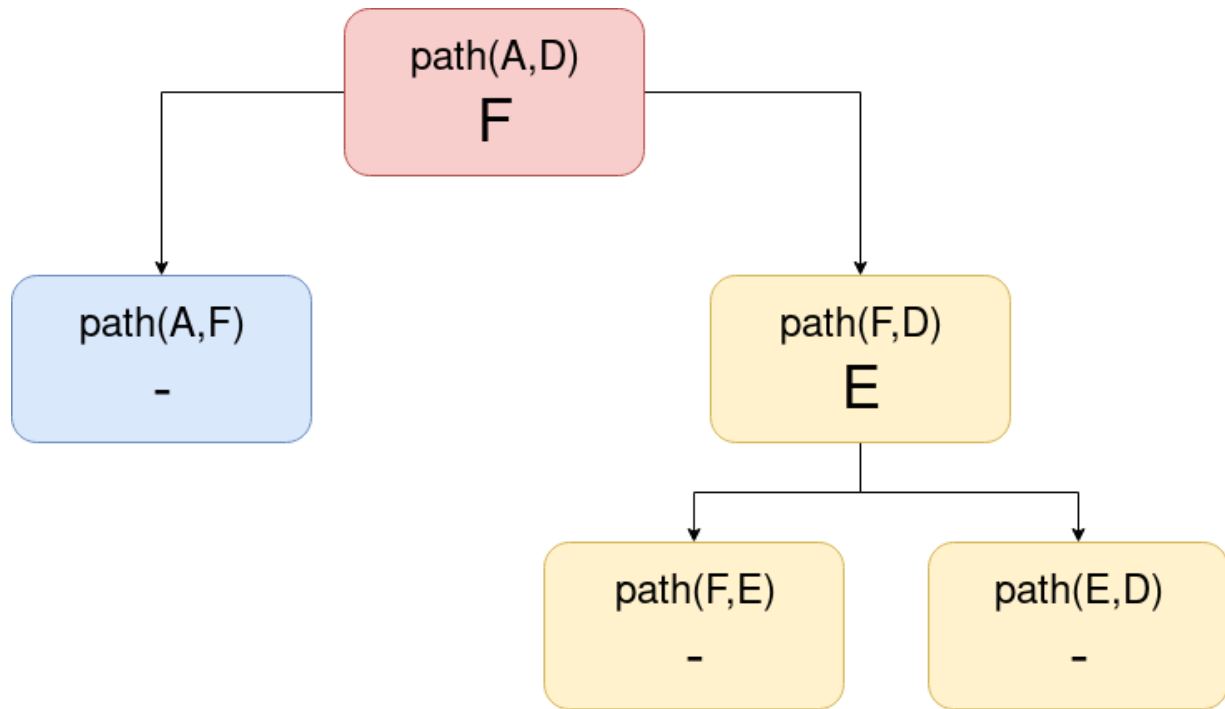 path(A,D)
F
path(A,F)
-
path(F,D)
E
path(F,E)
-
path(E,D)
-